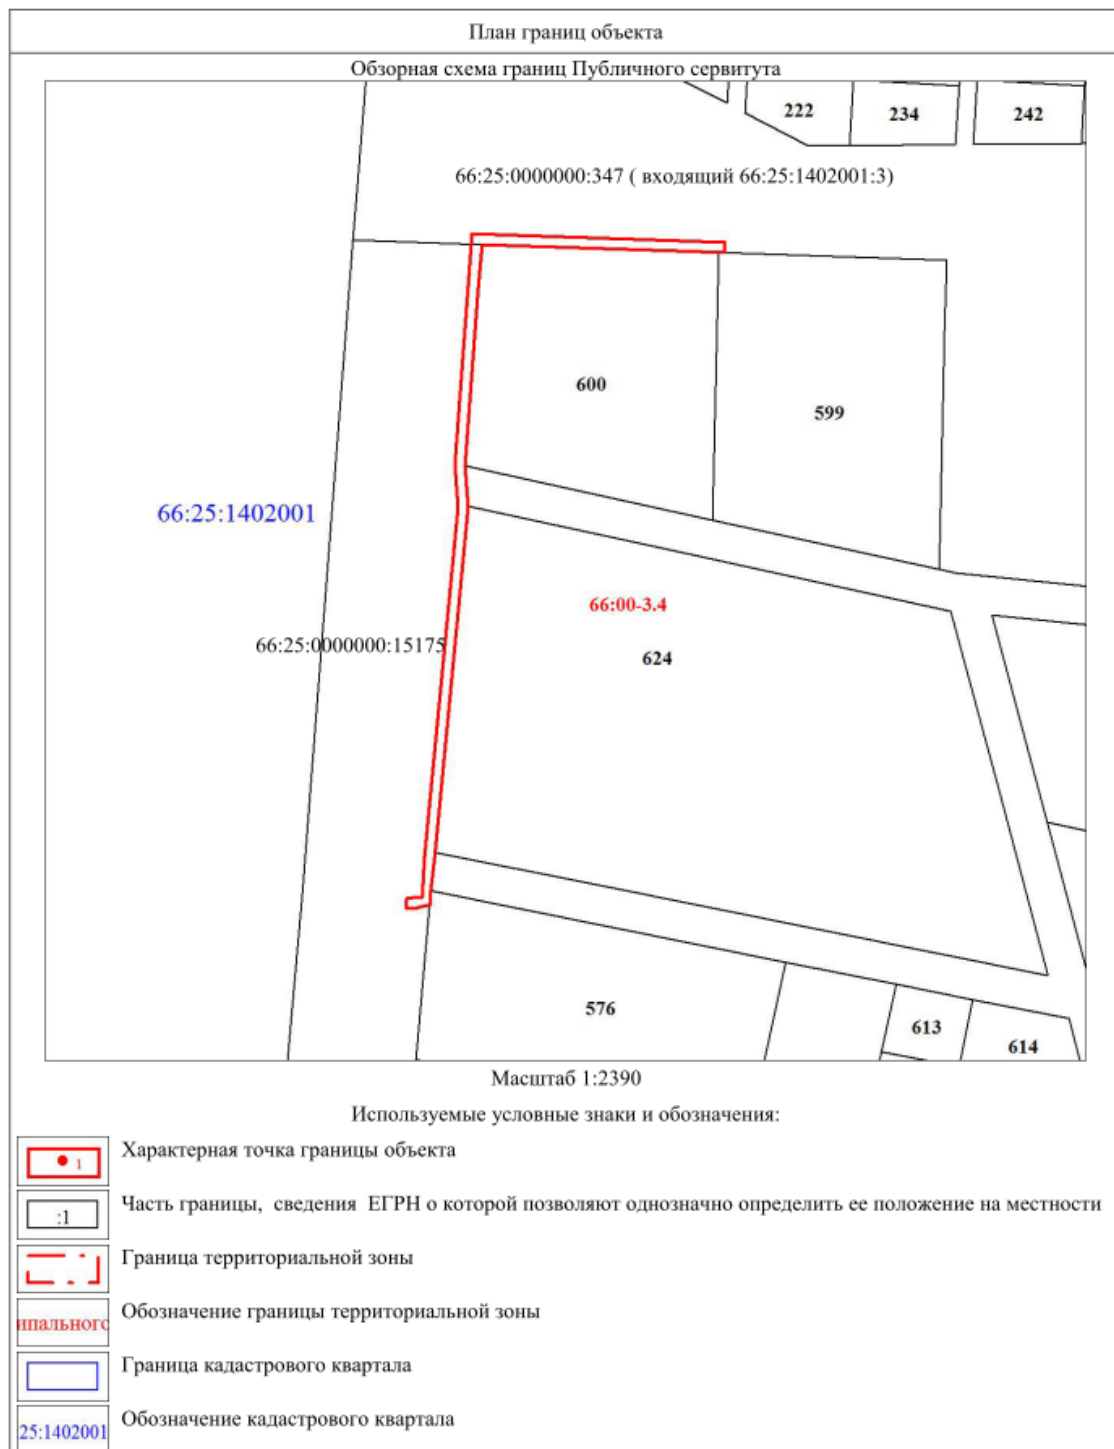 План границ объекта
Обзорная схема границ Публичного сервитута
222
234
242
66:25:0000000:347 ( входящий 66:25:1402001:3)
600
599
66:25:1402001
66:00-3.4
66:25:0000000:15175
624
576
613
614
Масштаб 1:2390
Используемые условные знаки и обозначения:
1
Характерная точка границы объекта
:1
Часть границы, сведения ЕГРН о которой позволяют однозначно определить ее положение на местности
Граница территориальной зоны
ипального
Обозначение границы территориальной зоны
Граница кадастрового квартала
25:1402001
Обозначение кадастрового квартала